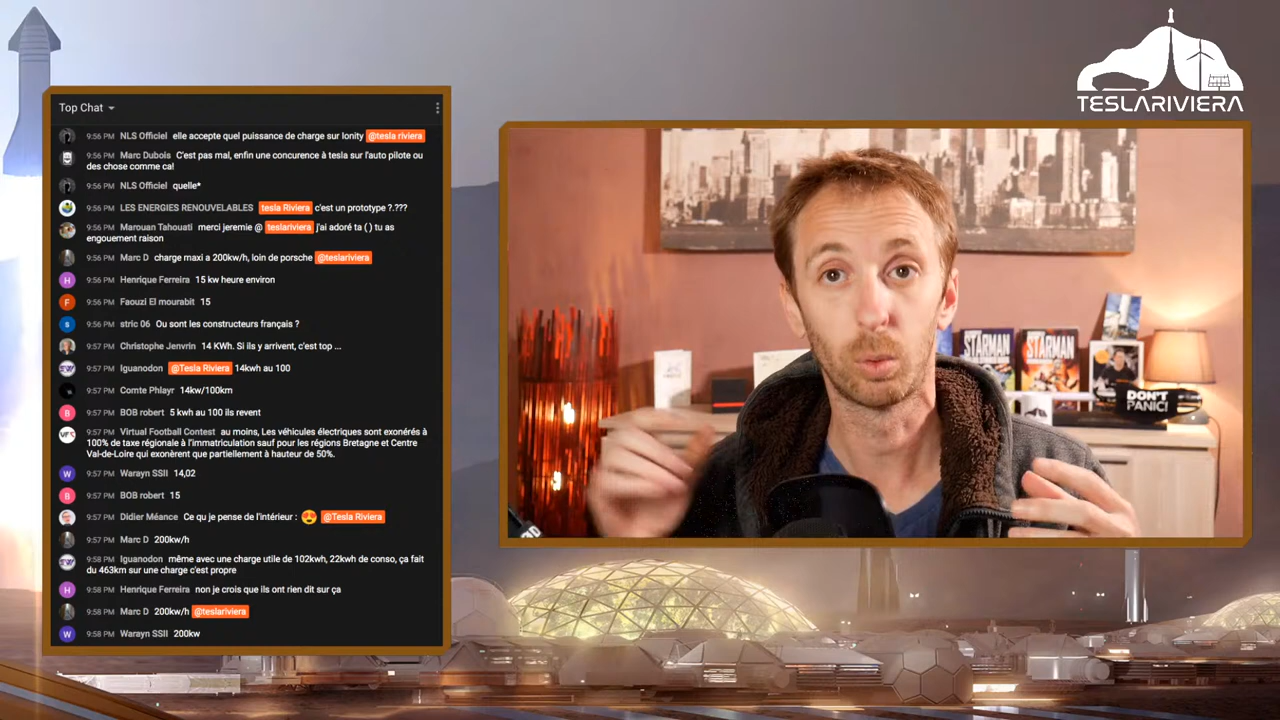 TESLARIVIERA
Top Chat
9:56 PM NLS Officiel elle accepte quel puissance de charge sur Ionity @tesla riviera
9:56 PM Marc Dubois C'est pas mal, enfin une concurence à tesla sur l'auto pilote ou
des chose comme ca!
9:56 PM NLS Officiel quelle*
9:56 PM LES ENERGIES RENOUVELABLES tesla Riviera c'est un prototype ?.???
9:56 PM Marouan Tahouati merci jeremie @ teslariviera j'ai adoré ta ( ) tu as
engouement raison
9:56 PM Marc D charge maxi a 200kw/h, loin de porsche @teslariviera
H 9:56 PM Henrique Ferreira 15 kw heure environ
F 9:56 PM Faouzi El mourabit 15
s 9:56 PM stric 06 Ou sont les constructeurs français ?
9:56 PM Christophe Jenvrin 14 KWh. Si ils y arrivent, c'est top ...
9:56 PM Iguanodon @Tesla Riviera 14kwh au 100
9:57 PM Comte Phlayr 14kw/100km
B 9:57 PM BOB robert 5 kwh au 100 ils revent
9:57 PM Virtual Football Contest au moins, Les véhicules électriques sont exonérés à
100% de taxe régionale à l'immatriculation sauf pour les régions Bretagne et Centre
Val-de-Loire qui exonèrent que partiellement à hauteur de 50%.
W 9:57 PM Warayn SSII 14,02
B 9:57 PM BOB robert 15
9:57 PM Didier Méance Ce qu'je pense de l'intérieur : 😍 @Tesla Riviera
9:57 PM Marc D 200kw/h
9:58 PM Iguanodon même avec une charge utile de 102kwh, 22kwh de conso, ça fait
du 463km sur une charge c'est propre
H 9:58 PM Henrique Ferreira non je crois que ils ont rien dit sur ça
9:58 PM Marc D 200kw/h @teslariviera
W 9:58 PM Warayn SSII 200kw
STARMAN
STARMAN
DON'T
PANIC!